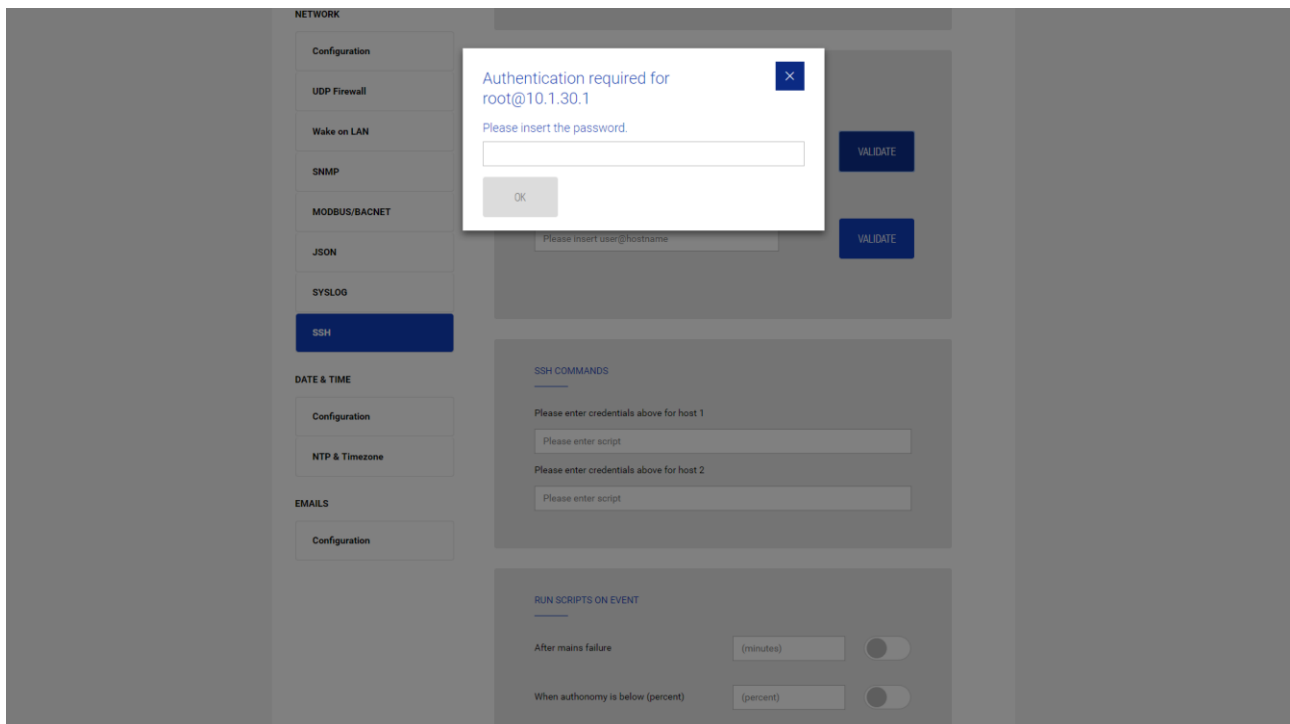 NETWORK
Configuration
UDP Firewall
Wake on LAN
SNMP
MODBUS/BACNET
JSON
SYSLOG
SSH
DATE & TIME
Configuration
NTP & Timezone
EMAILS
Configuration
Authentication required for
root@10.1.30.1
Please insert the password.
OK
VALIDATE
Please insert user@hostname
VALIDATE
SSH COMMANDS
Please enter credentials above for host 1
Please enter script
Please enter credentials above for host 2
Please enter script
RUN SCRIPTS ON EVENT
After mains failure
(minutes)
When authonomy is below (percent)
(percent)